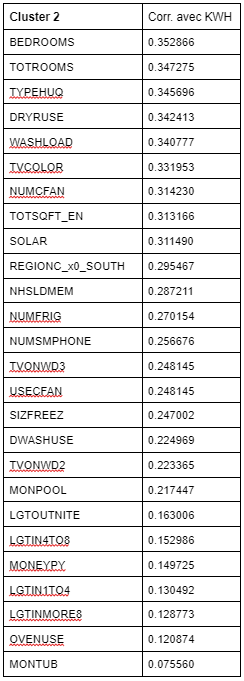 Cluster 2 Corr. avec KWH
BEDROOMS 0.352866
TOTROOMS 0.347275
TYPEHUQ 0.345696
DRYRUSE 0.342413
WASHLOAD 0.340777
TVCOLOR 0.331953
NUMCFAN 0.314230
TOTSQFT_EN 0.313166
SOLAR 0.311490
REGIONC_x0_SOUTH 0.295467
NHSLDMEM 0.287211
NUMFRIG 0.270154
NUMSMPHONE 0.256676
TVONWD3 0.248145
USECFAN 0.248145
SIZFREEZ 0.247002
DWASHUSE 0.224969
TVONWD2 0.223365
MONPOOL 0.217447
LGTOUTNITE 0.163006
LGTIN4TO8 0.152986
MONEYPY 0.149725
LGTIN1TO4 0.130492
LGTINMORE8 0.128773
OVENUSE 0.120874
MONTUB 0.075560